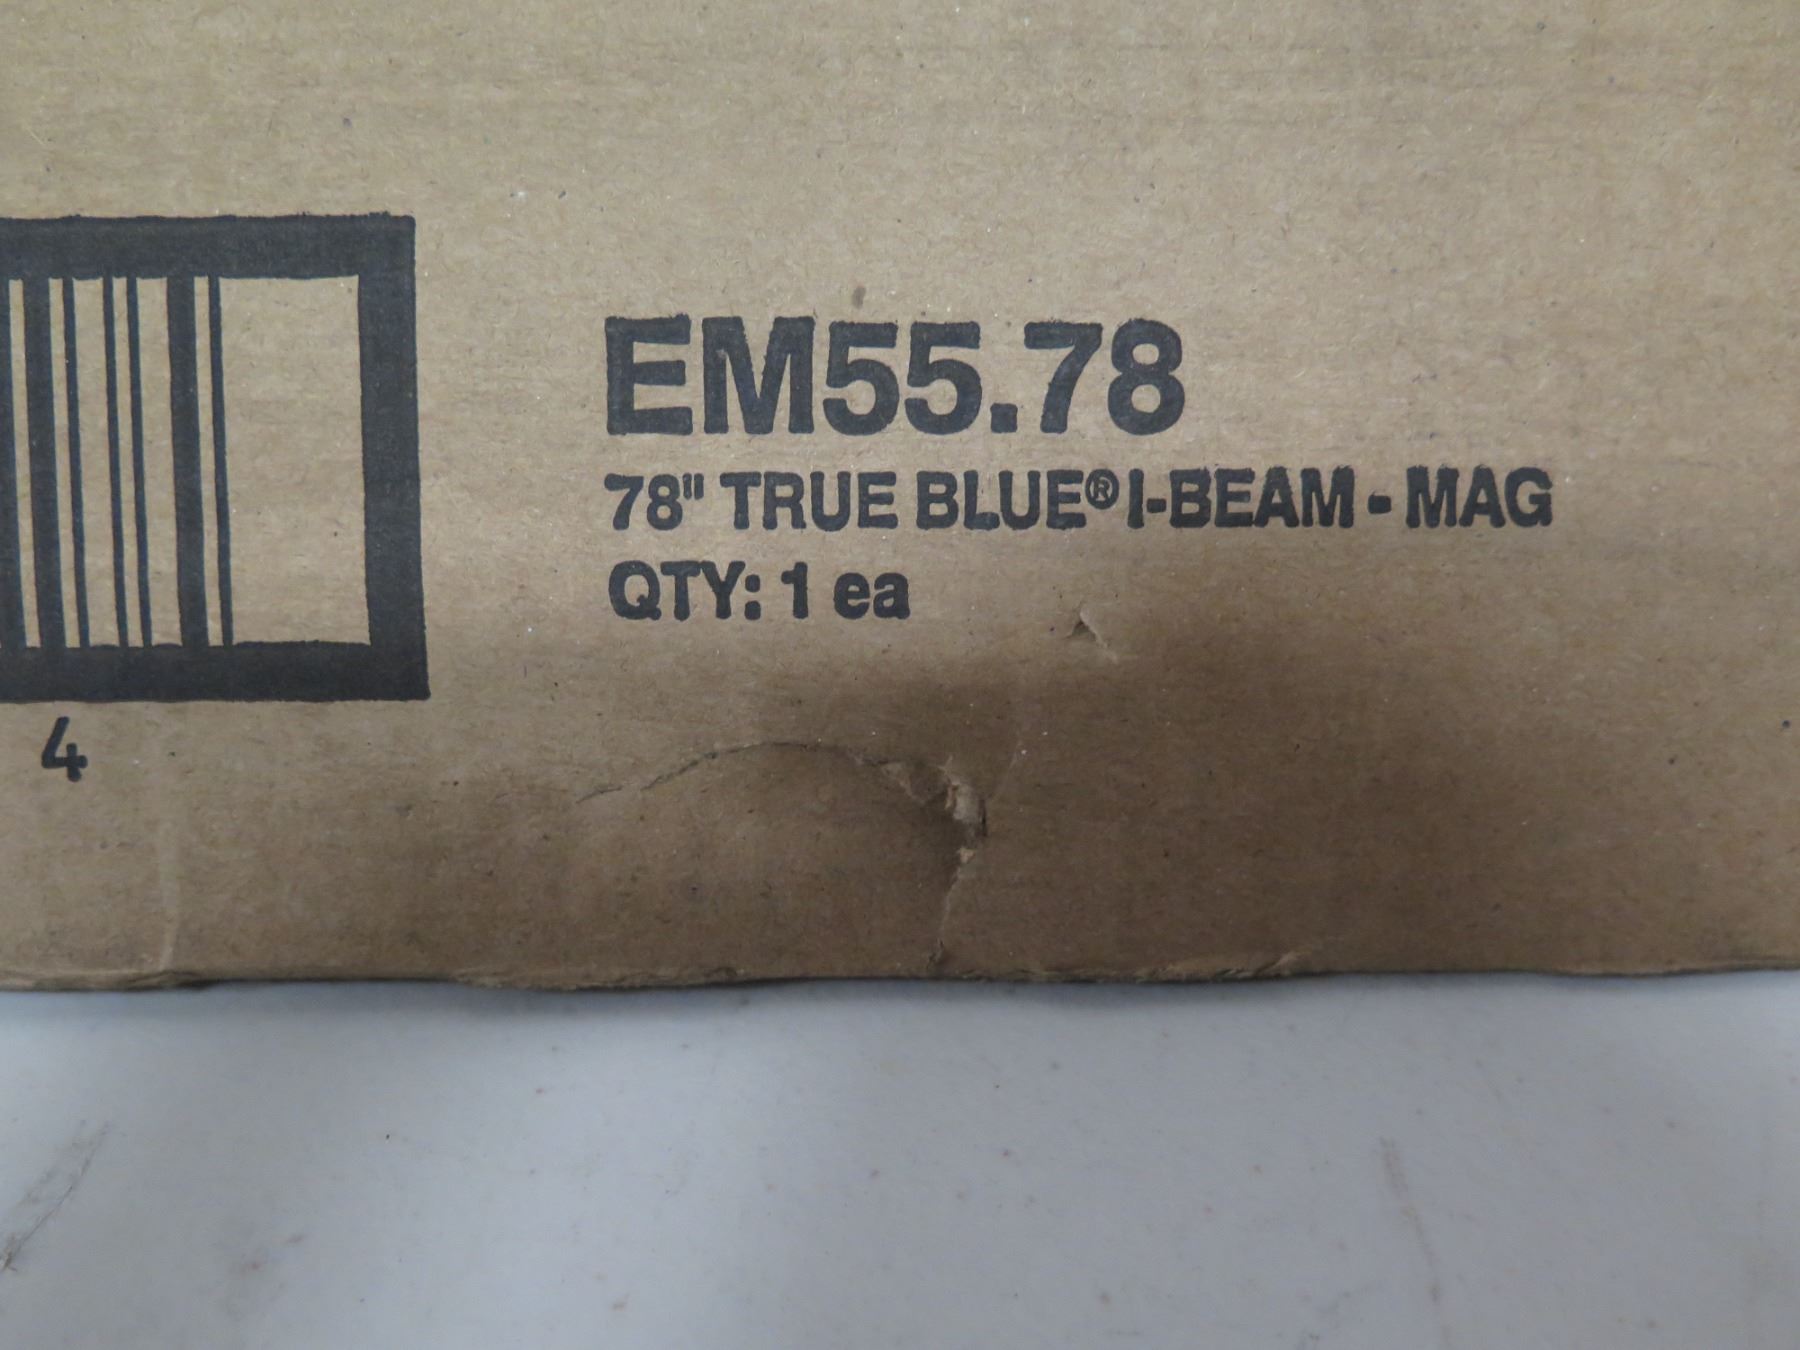 EM55.78
78" TRUE BLUE® I-BEAM - MAG
QTY: 1 ea
4